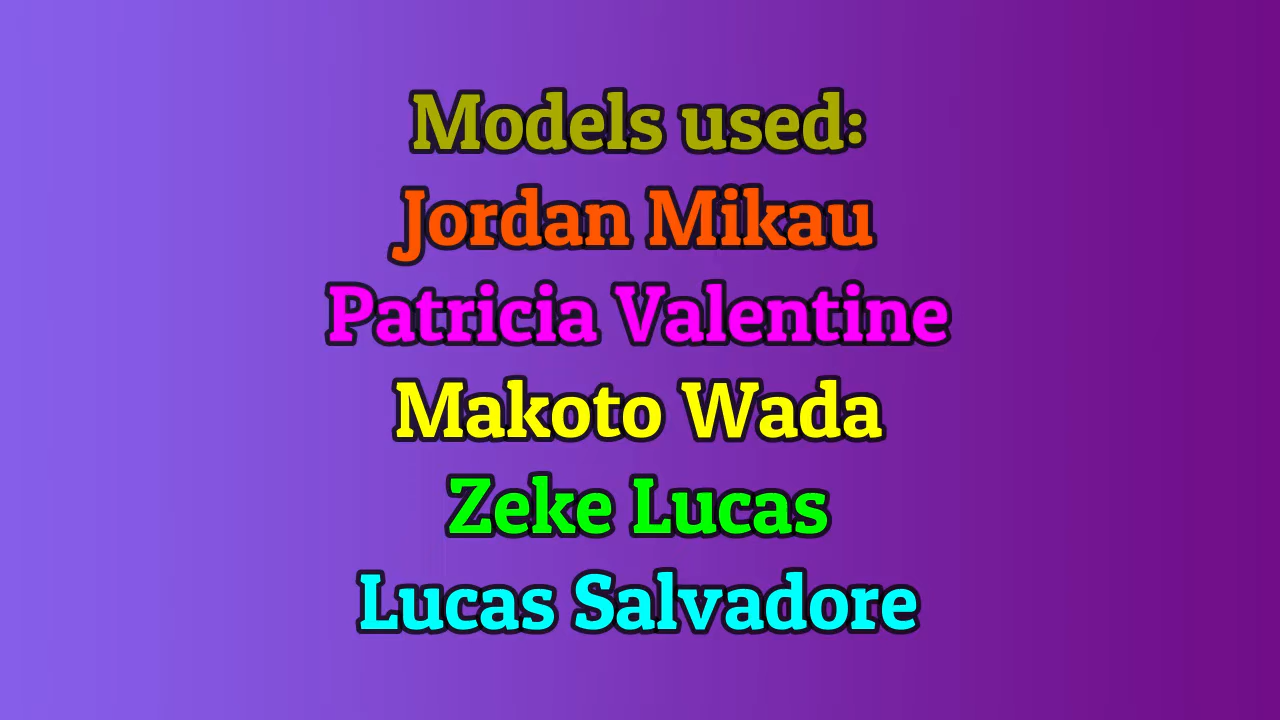 Models used:
Jordan Mikau
Patricia Valentine
Makoto Wada
Zeke Lucas
Lucas Salvadore